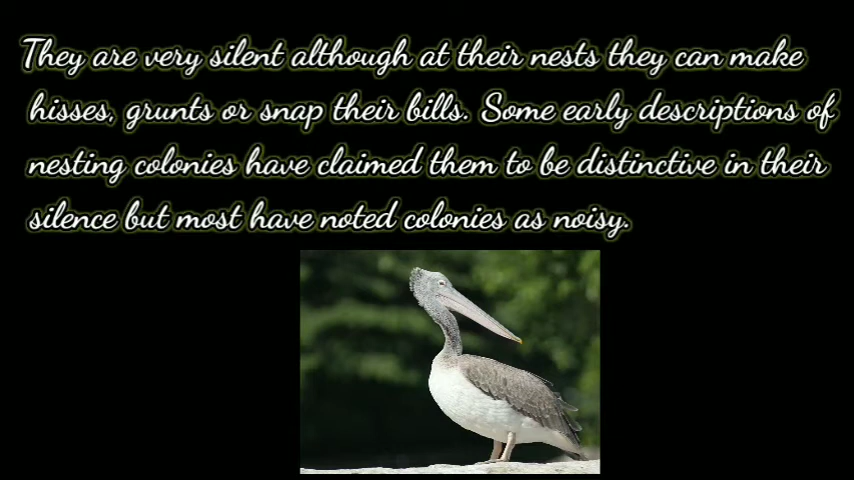 They are very silent although at their nests they can make
hisses, grunts or snap their bills. Some early descriptions of
nesting colonies have claimed them to be distinctive in their
silence but most have noted colonies as noisy.